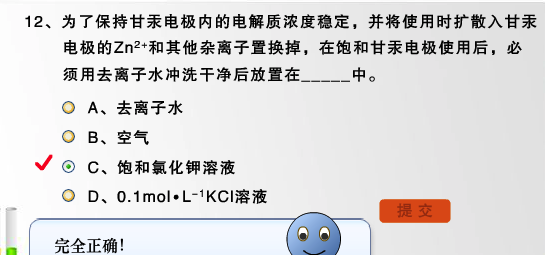 12、为了保持甘汞电极内的电解质浓度稳定，并将使用时扩散入甘汞
电极的Zn²⁺和其他杂离子置换掉，在饱和甘汞电极使用后，必
须用去离子水冲洗干净后放置在_____中。
A、去离子水
B、空气
C、饱和氯化钾溶液
D、0.1mol•L⁻¹KCl溶液
提交
完全正确！